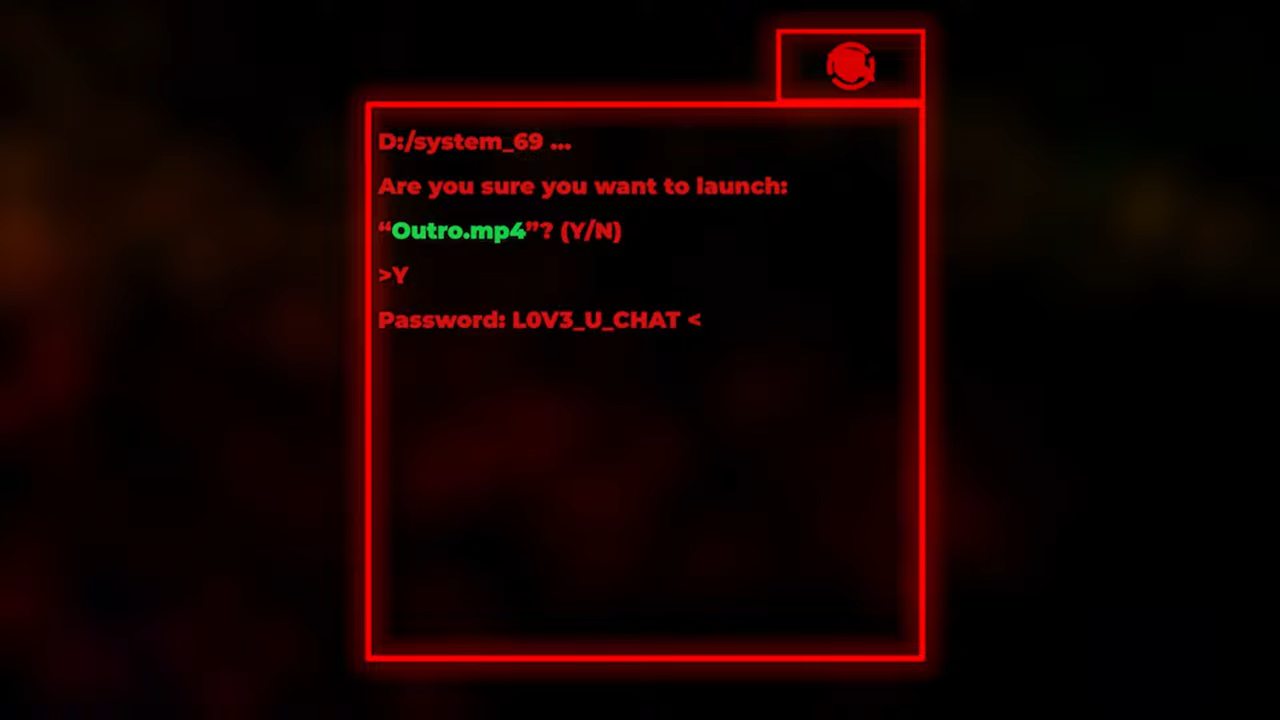 D:/system_69 ...
Are you sure you want to launch:
“Outro.mp4”? (Y/N)
>Y
Password: L0V3_U_CHAT <